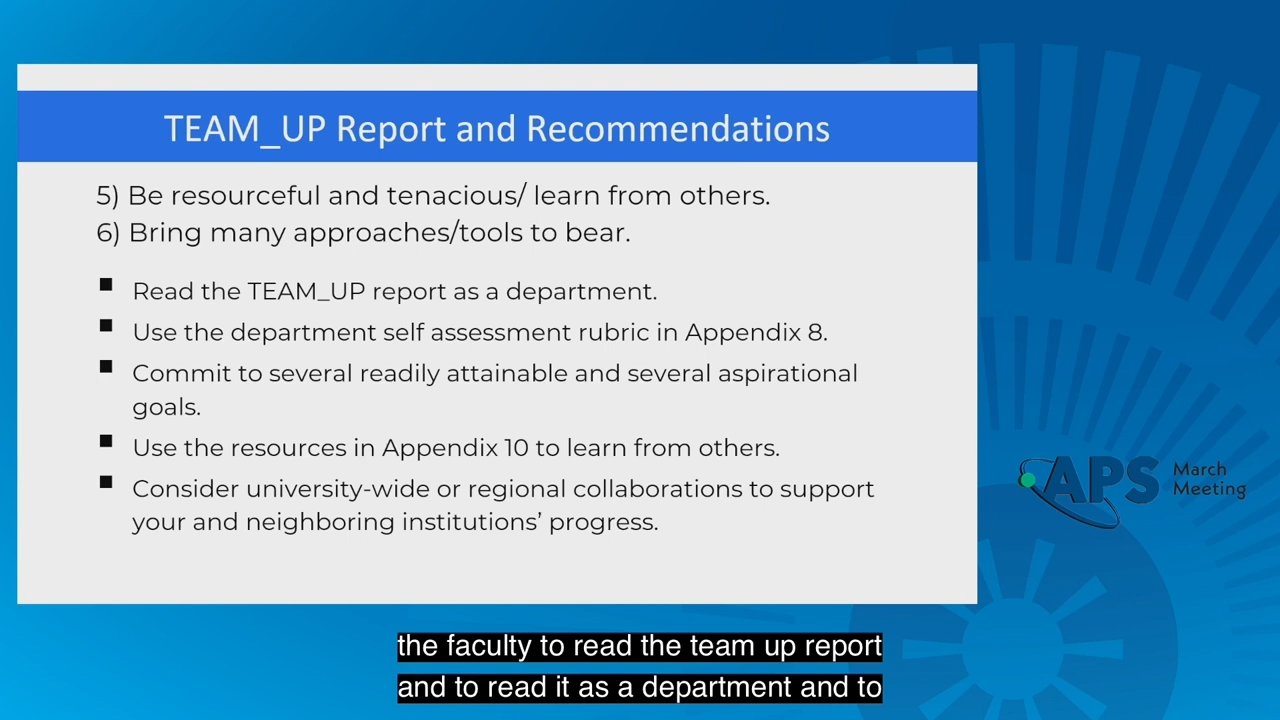 TEAM_UP Report and Recommendations
5) Be resourceful and tenacious/ learn from others.
6) Bring many approaches/tools to bear.
▪ Read the TEAM_UP report as a department.
▪ Use the department self assessment rubric in Appendix 8.
▪ Commit to several readily attainable and several aspirational
goals.
▪ Use the resources in Appendix 10 to learn from others.
▪ Consider university-wide or regional collaborations to support
your and neighboring institutions’ progress.
APS March
Meeting
the faculty to read the team up report
and to read it as a department and to